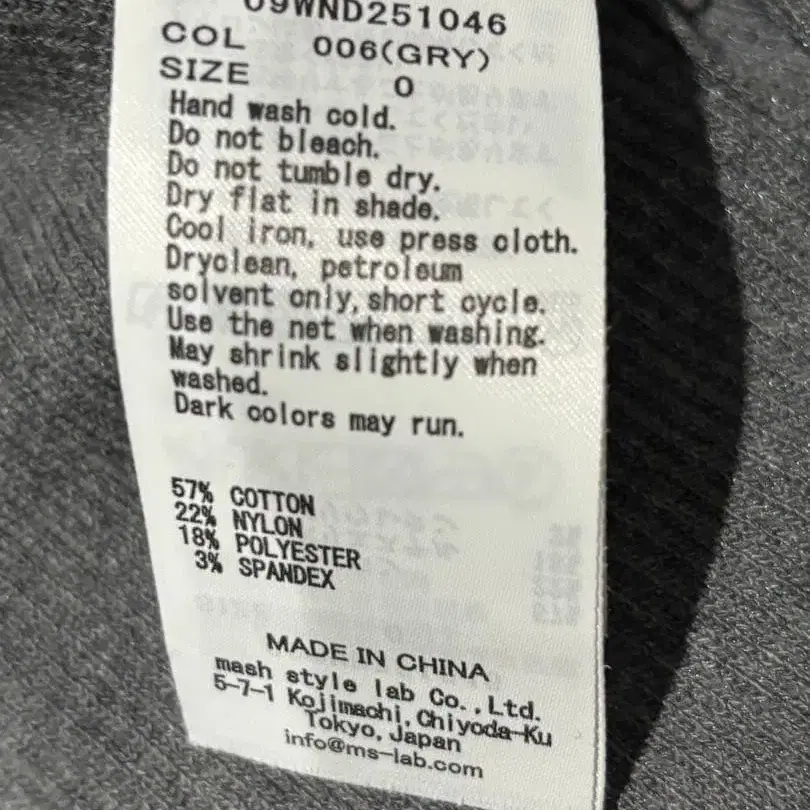 09WND251046
COL 006(GRY)
SIZE 0
Hand wash cold.
Do not bleach.
Do not tumble dry.
Dry flat in shade.
Cool iron, use press cloth.
Dryclean, petroleum
solvent only, short cycle.
Use the net when washing.
May shrink slightly when
washed.
Dark colors may run.
57% COTTON
22% NYLON
18% POLYESTER
3% SPANDEX
MADE IN CHINA
mash style lab Co.,Ltd.
5-7-1 Kojimachi, Chiyoda-Ku
Tokyo, Japan
info@ms-lab.com